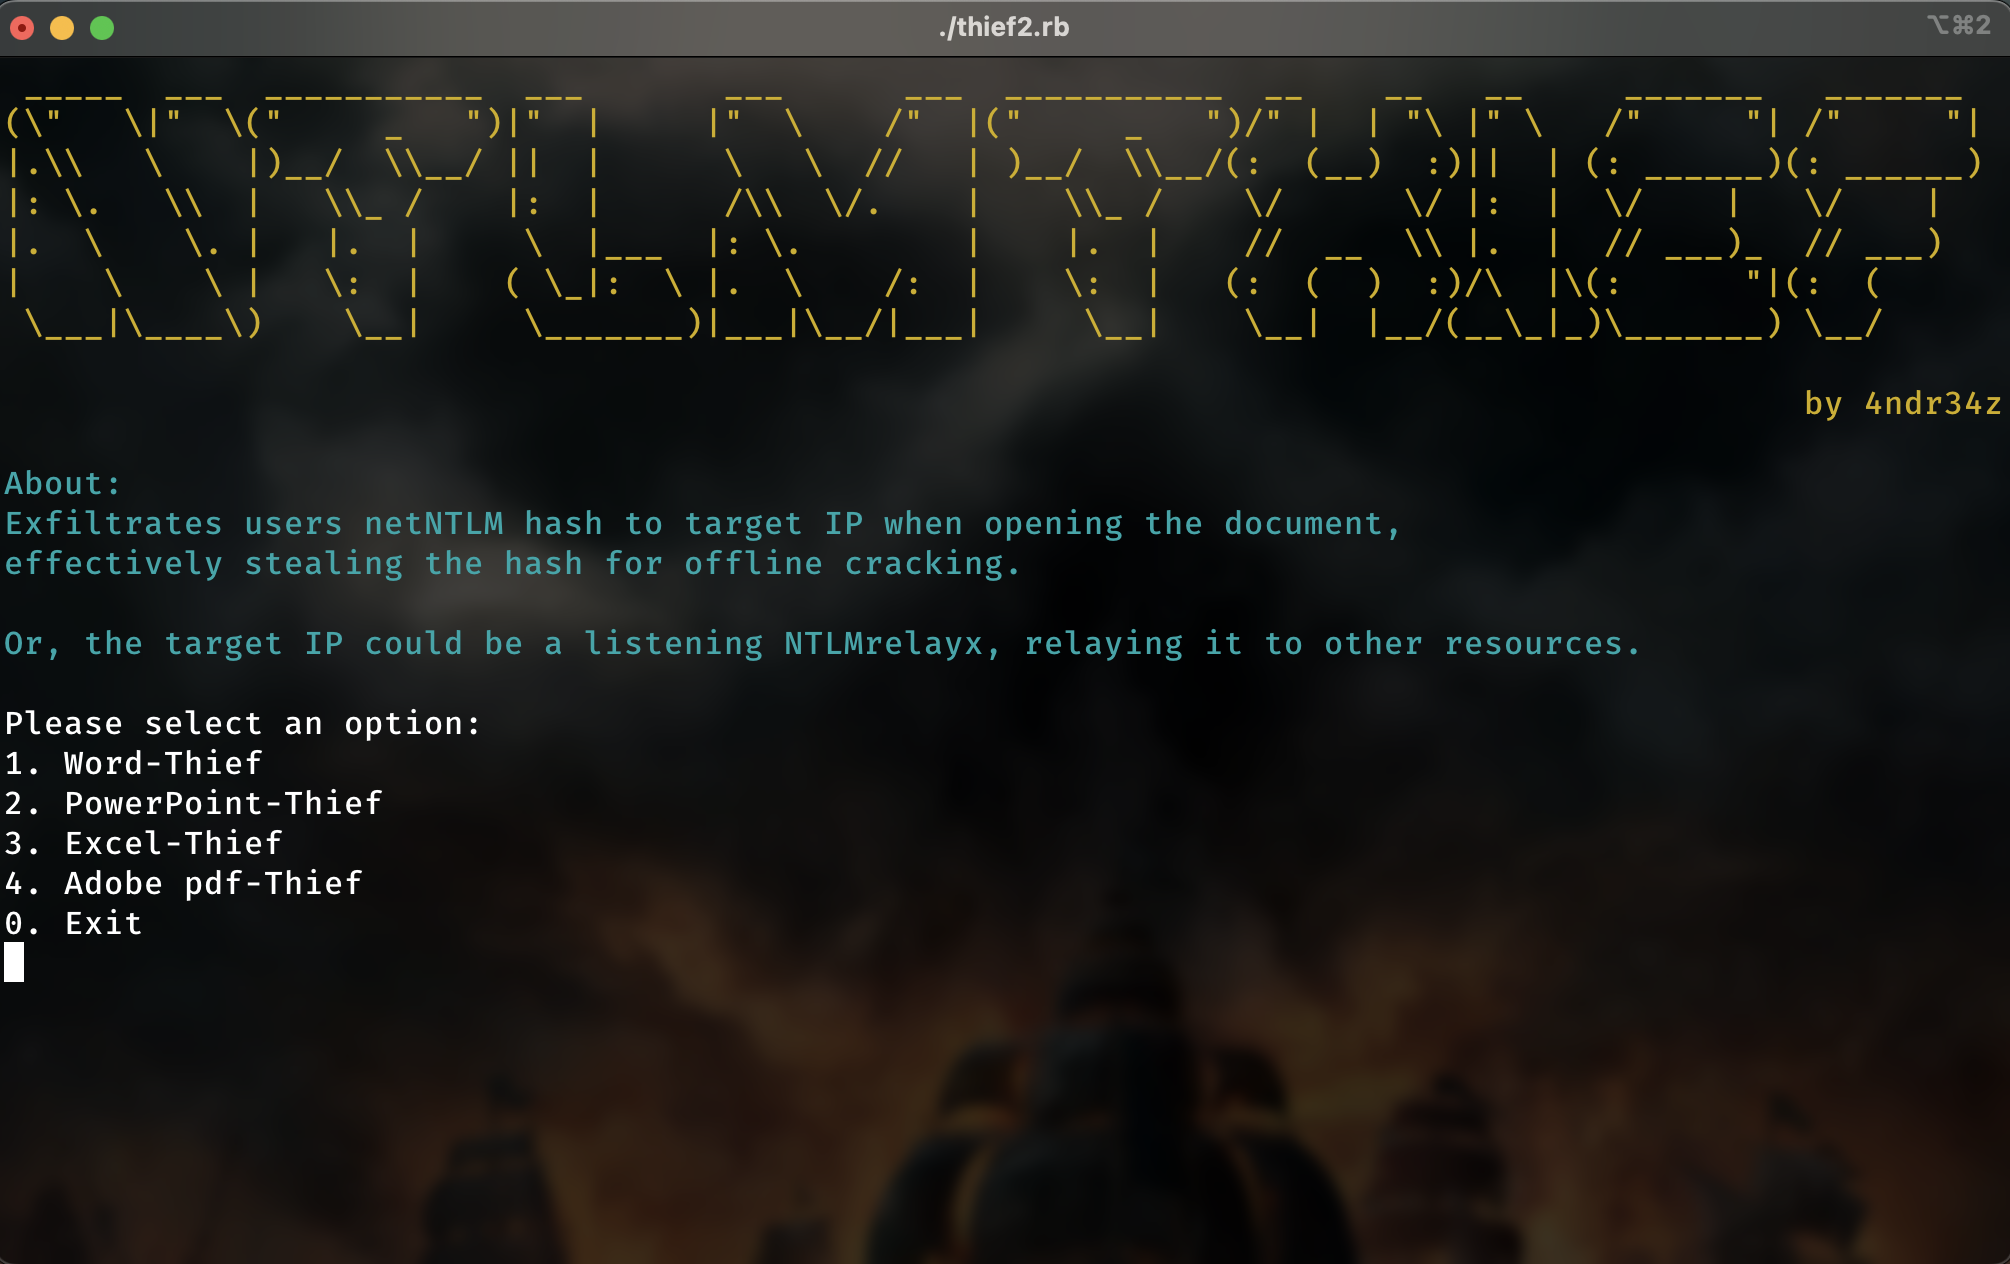 ./thief2.rb
⌥⌘2
NTLMTHIEF
by 4ndr34z
About:
Exfiltrates users netNTLM hash to target IP when opening the document,
effectively stealing the hash for offline cracking.
Or, the target IP could be a listening NTLMrelayx, relaying it to other resources.
Please select an option:
1. Word-Thief
2. PowerPoint-Thief
3. Excel-Thief
4. Adobe pdf-Thief
0. Exit